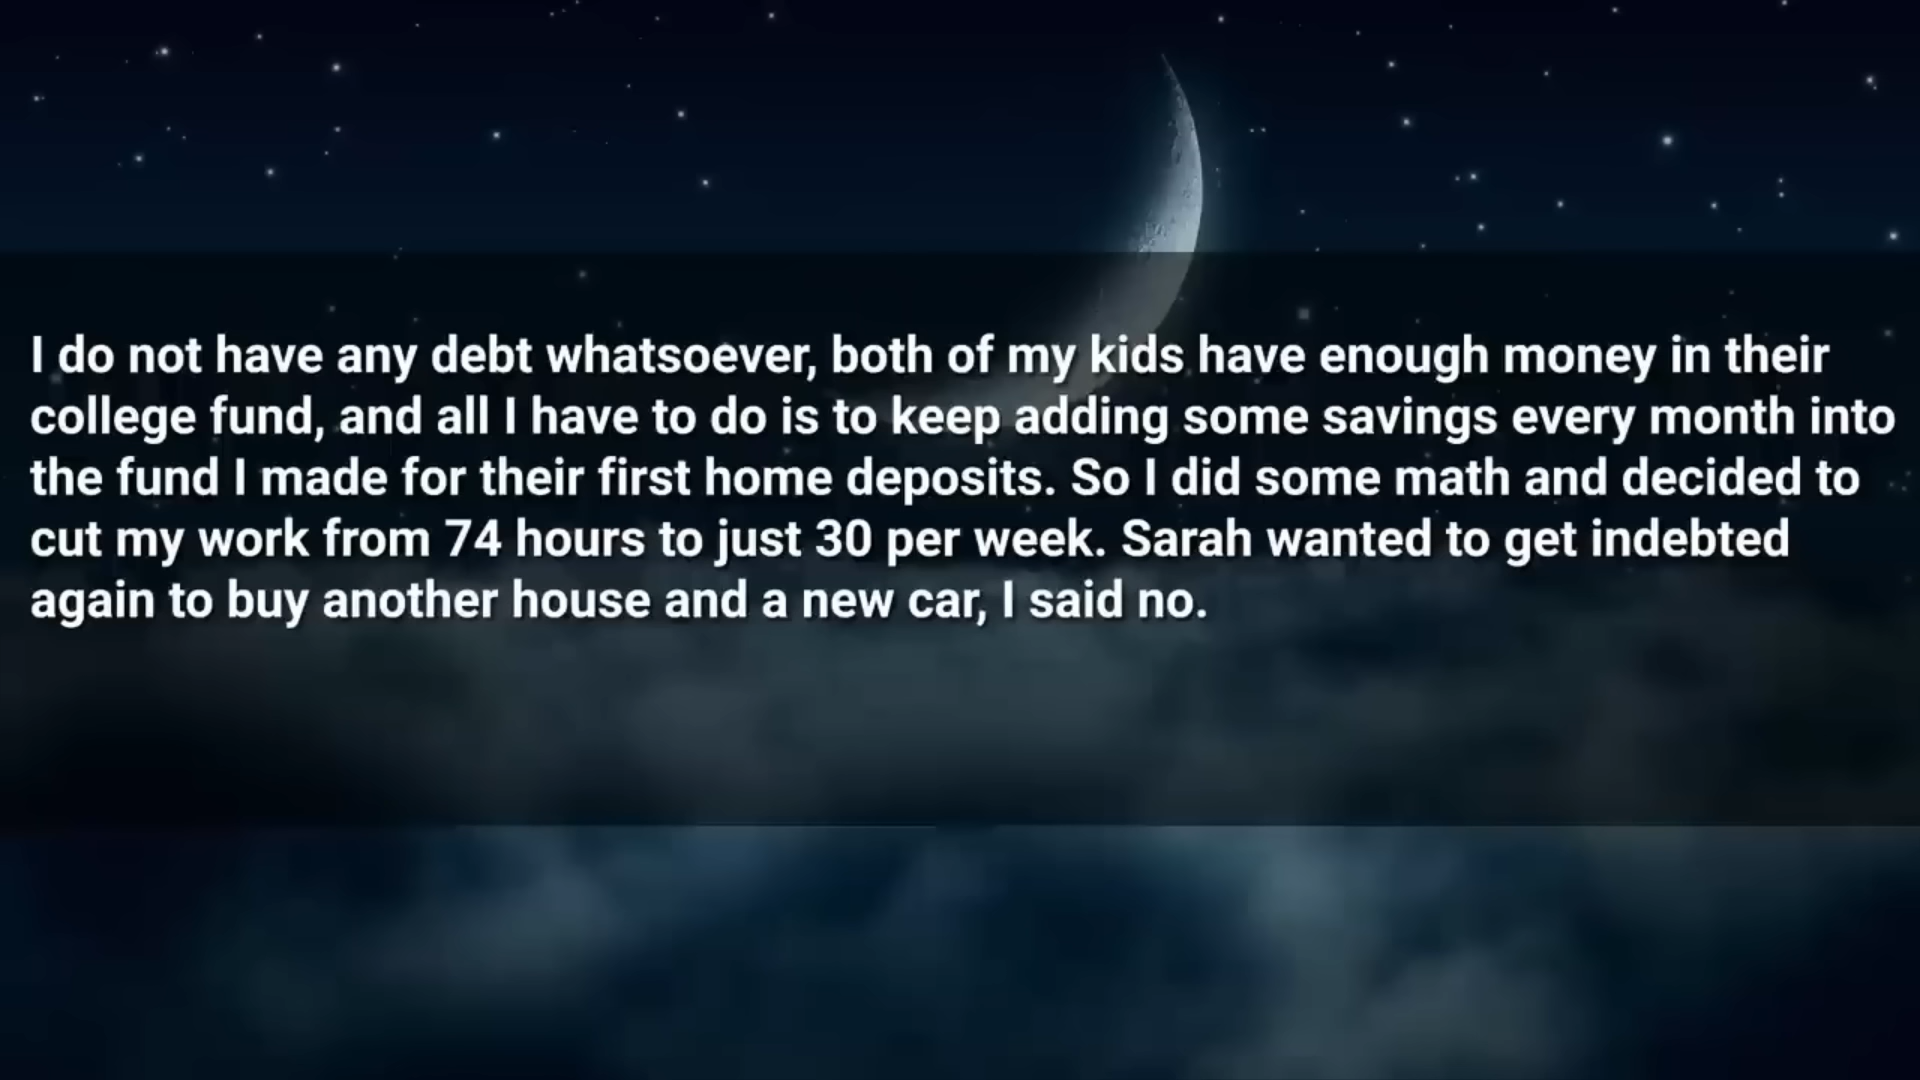 I do not have any debt whatsoever, both of my kids have enough money in their
college fund, and all I have to do is to keep adding some savings every month into
the fund I made for their first home deposits. So I did some math and decided to
cut my work from 74 hours to just 30 per week. Sarah wanted to get indebted
again to buy another house and a new car, I said no.